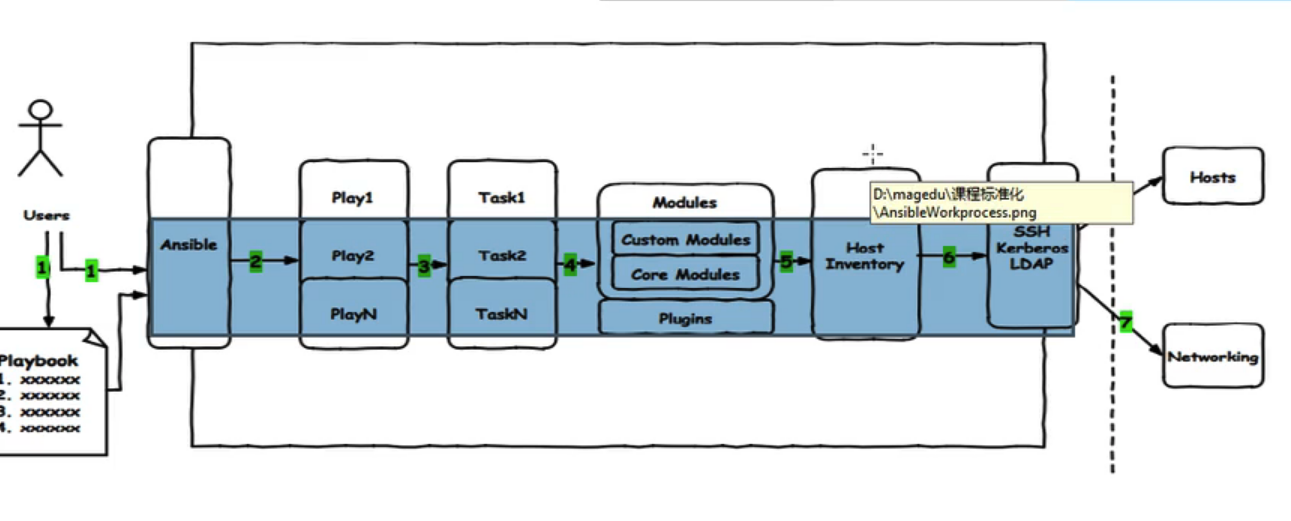 Users
1
1
Playbook
1. xxxxxx
2. xxxxxx
3. xxxxxx
4. xxxxxx
Ansible
2
Play1
Play2
PlayN
3
Task1
Task2
TaskN
4
Modules
Custom Modules
Core Modules
Plugins
5
Host
Inventory
6
D:\magedu\课程标准化
\AnsibleWorkprocess.png
SSH
Kerberos
LDAP
7
Hosts
Networking